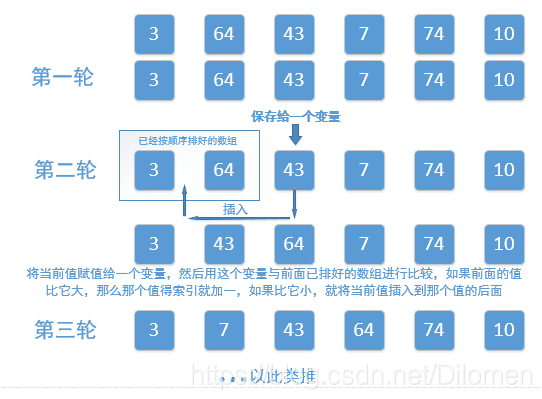 3 64 43 7 74 10
第一轮 3 64 43 7 74 10
保存给一个变量
已经按顺序排好的数组
第二轮 3 64 43 7 74 10
插入
3 43 64 7 74 10
将当前值赋值给一个变量，然后用这个变量与前面已排好的数组进行比较，如果前面的值
比它大，那么那个值得索引就加一，如果比它小，就将当前值插入到那个值的后面
第三轮 3 7 43 64 74 10
....以此类推
https://blog.csdn.net/Dilomen